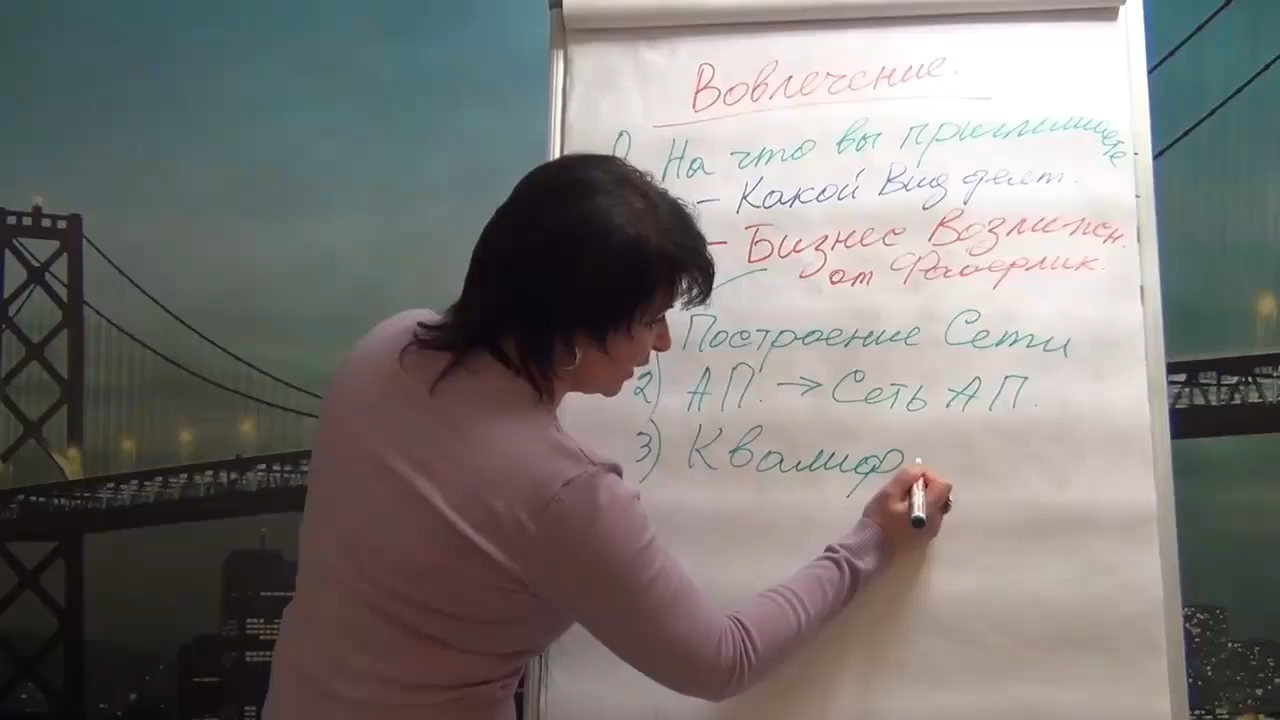 Вовлечение.
На что вы приглашаете
- Какой Вид деят.
- Бизнес Возможн.
от Фаберлик.
Построение Сети
2) АП. → Сеть АП.
3) Квалиф